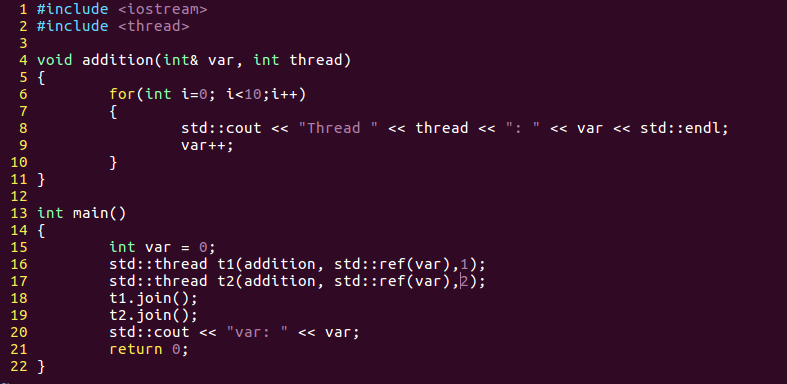 1 #include <iostream>
2 #include <thread>
3
4 void addition(int& var, int thread)
5 {
6         for(int i=0; i<10;i++)
7         {
8                 std::cout << "Thread " << thread << ": " << var << std::endl;
9                 var++;
10         }
11 }
12
13 int main()
14 {
15         int var = 0;
16         std::thread t1(addition, std::ref(var),1);
17         std::thread t2(addition, std::ref(var),2);
18         t1.join();
19         t2.join();
20         std::cout << "var: " << var;
21         return 0;
22 }